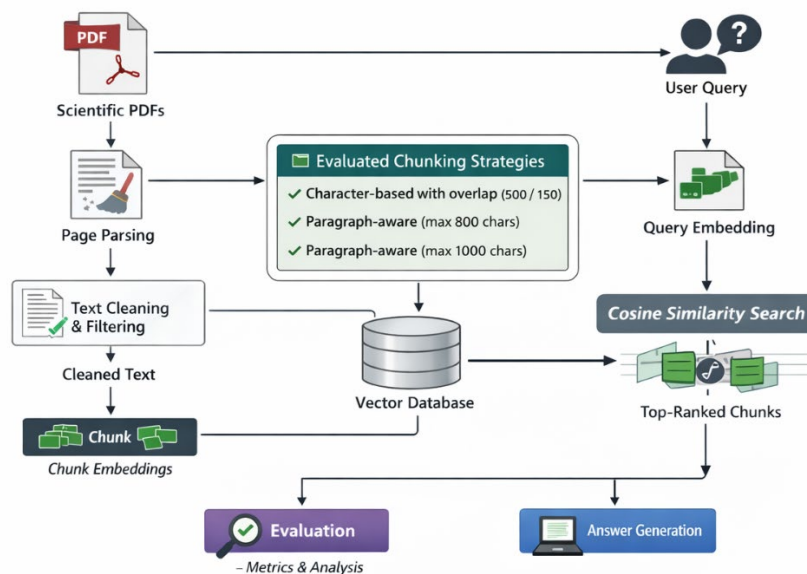 PDF
Scientific PDFs
?
User Query
Page Parsing
Evaluated Chunking Strategies
Character-based with overlap (500 / 150)
Paragraph-aware (max 800 chars)
Paragraph-aware (max 1000 chars)
Query Embedding
Text Cleaning
& Filtering
Cleaned Text
Chunk
Chunk Embeddings
Vector Database
Cosine Similarity Search
Top-Ranked Chunks
Evaluation
– Metrics & Analysis
Answer Generation